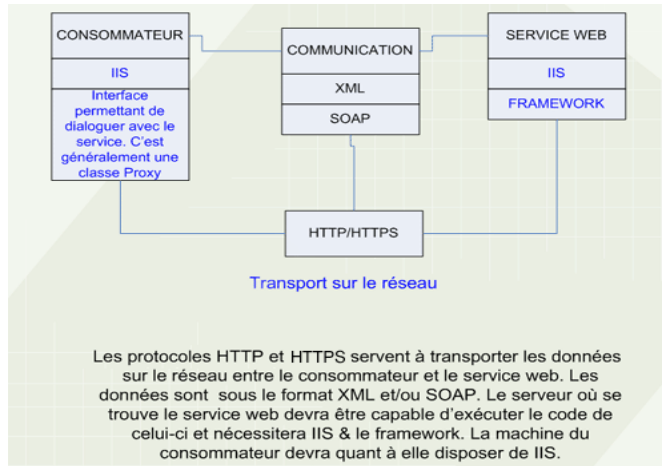 CONSOMMATEUR
IIS
Interface
permettant de
dialoguer avec le
service. C'est
généralement une
classe Proxy
COMMUNICATION
XML
SOAP
SERVICE WEB
IIS
FRAMEWORK
HTTP/HTTPS
Transport sur le réseau
Les protocoles HTTP et HTTPS servent à transporter les données
sur le réseau entre le consommateur et le service web. Les
données sont sous le format XML et/ou SOAP. Le serveur où se
trouve le service web devra être capable d'exécuter le code de
celui-ci et nécessitera IIS & le framework. La machine du
consommateur devra quant à elle disposer de IIS.